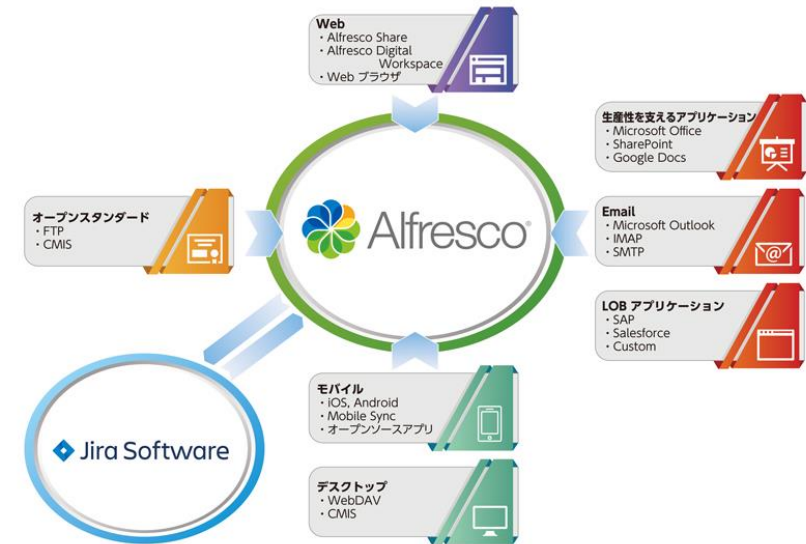 Web
・Alfresco Share
・Alfresco Digital
Workspace
・Web ブラウザ
生産性を支えるアプリケーション
・Microsoft Office
・SharePoint
・Google Docs
オープンスタンダード
・FTP
・CMIS
Alfresco®
Email
・Microsoft Outlook
・IMAP
・SMTP
@
LOB アプリケーション
・SAP
・Salesforce
・Custom
モバイル
・iOS, Android
・Mobile Sync
・オープンソースアプリ
Jira Software
デスクトップ
・WebDAV
・CMIS